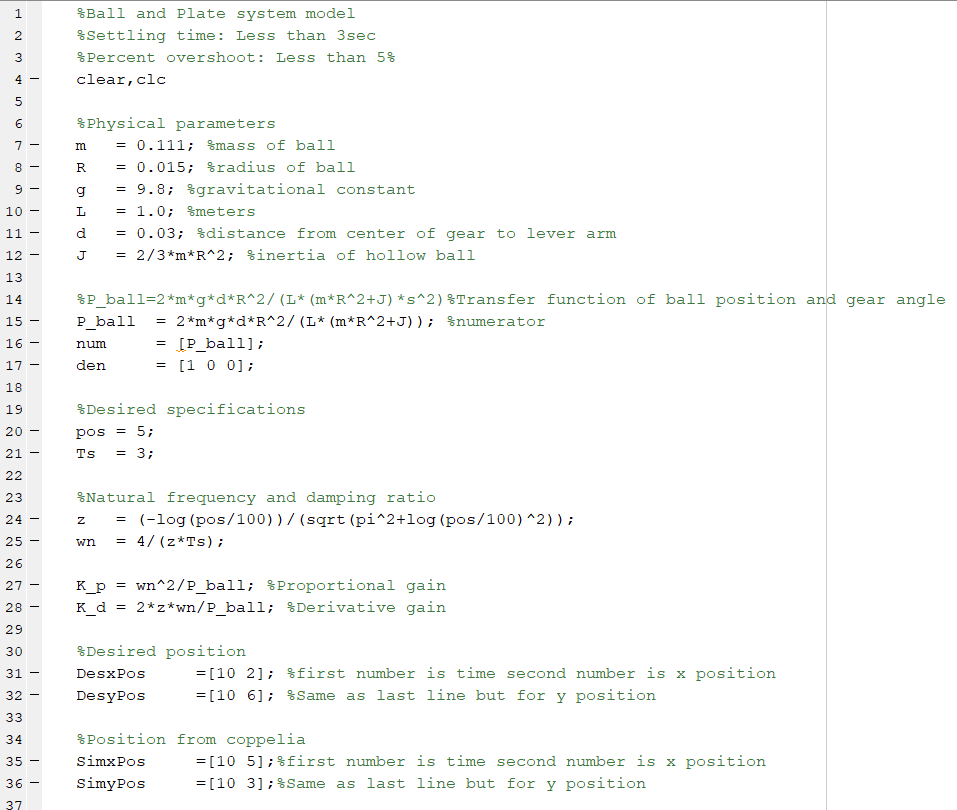 1 %Ball and Plate system model
2 %Settling time: Less than 3sec
3 %Percent overshoot: Less than 5%
4 – clear,clc
5
6 %Physical parameters
7 – m = 0.111; %mass of ball
8 – R = 0.015; %radius of ball
9 – g = 9.8; %gravitational constant
10 – L = 1.0; %meters
11 – d = 0.03; %distance from center of gear to lever arm
12 – J = 2/3*m*R^2; %inertia of hollow ball
13
14 %P_ball=2*m*g*d*R^2/(L*(m*R^2+J)*s^2)%Transfer function of ball position and gear angle
15 – P_ball = 2*m*g*d*R^2/(L*(m*R^2+J)); %numerator
16 – num = [P_ball];
17 – den = [1 0 0];
18
19 %Desired specifications
20 – pos = 5;
21 – Ts = 3;
22
23 %Natural frequency and damping ratio
24 – z = (-log(pos/100))/(sqrt(pi^2+log(pos/100)^2));
25 – wn = 4/(z*Ts);
26
27 – K_p = wn^2/P_ball; %Proportional gain
28 – K_d = 2*z*wn/P_ball; %Derivative gain
29
30 %Desired position
31 – DesxPos =[10 2]; %first number is time second number is x position
32 – DesyPos =[10 6]; %Same as last line but for y position
33
34 %Position from coppelia
35 – SimxPos =[10 5];%first number is time second number is x position
36 – SimyPos =[10 3];%Same as last line but for y position
37